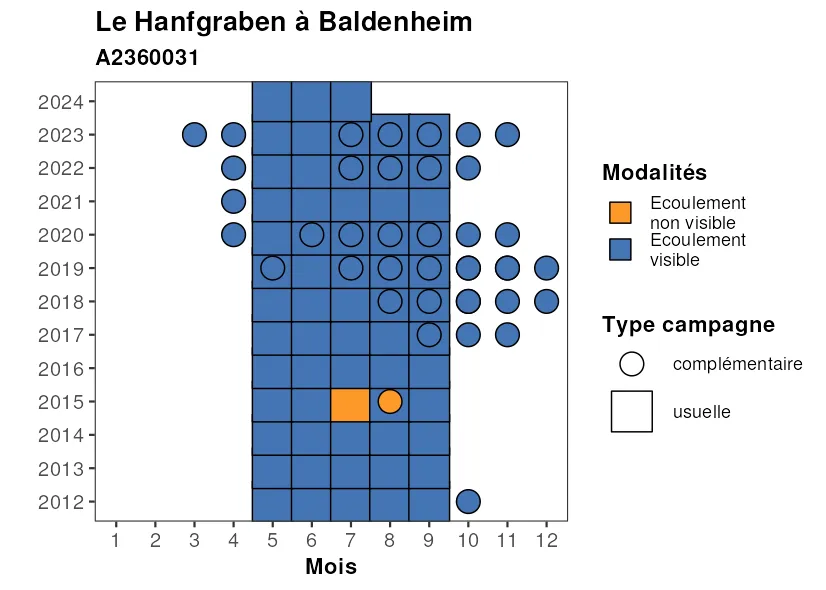 Le Hanfgraben à Baldenheim
A2360031
2024
2023
2022
2021
2020
2019
2018
2017
2016
2015
2014
2013
2012
1 2 3 4 5 6 7 8 9 10 11 12
Mois
Modalités
Ecoulement
non visible
Ecoulement
visible
Type campagne
complémentaire
usuelle